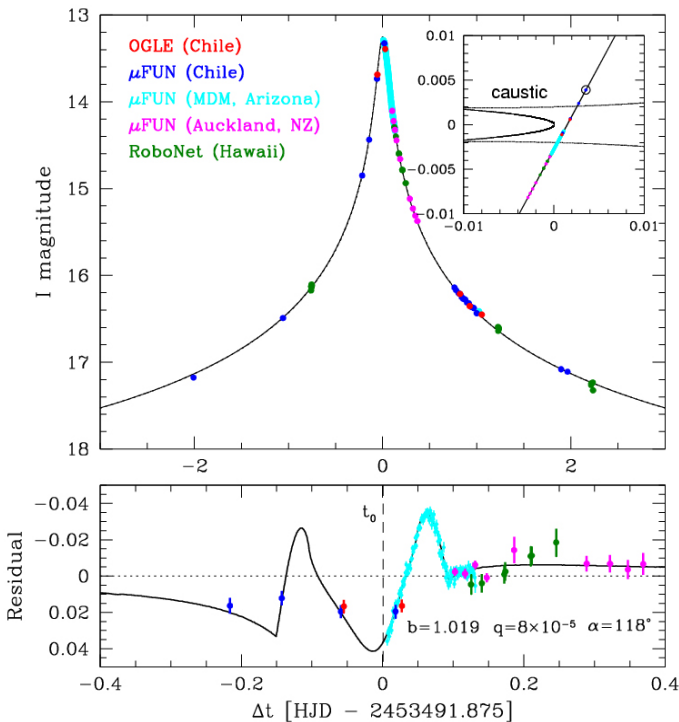 13
14
15
16
17
18
I magnitude
OGLE (Chile)
μFUN (Chile)
μFUN (MDM, Arizona)
μFUN (Auckland, NZ)
RoboNet (Hawaii)
0.01
0.005
0
-0.005
-0.01
-0.01
0
0.01
caustic
-2
0
2
Residual
-0.04
-0.02
0
0.02
0.04
t₀
b=1.019 q=8×10⁻⁵ α=118°
-0.4
-0.2
0
0.2
0.4
Δt [HJD - 2453491.875]